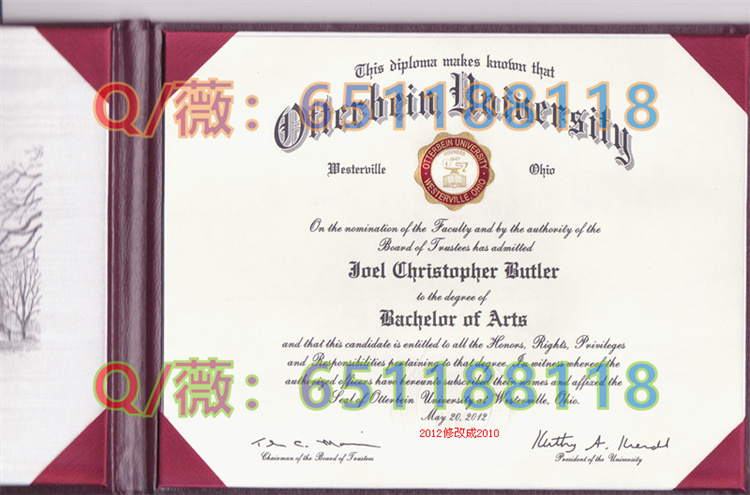 This diploma makes known that
Q/薇：651188118
Otterbein University
Westerville Ohio
OTTERBEIN UNIVERSITY
WESTERVILLE, OHIO
On the nomination of the Faculty and by the authority of the
Board of Trustees has admitted
Joel Christopher Butler
to the degree of
Bachelor of Arts
and that this candidate is entitled to all the Honors, Rights, Privileges
and Responsibilities pertaining to that degree. In witness whereof the
Q/薇：651188118
authorized officers have hereunto subscribed their names and affixed the
Seal of Otterbein University at Westerville, Ohio.
May 20, 2012
2012修改成2010
Chairman of the Board of Trustees
President of the University